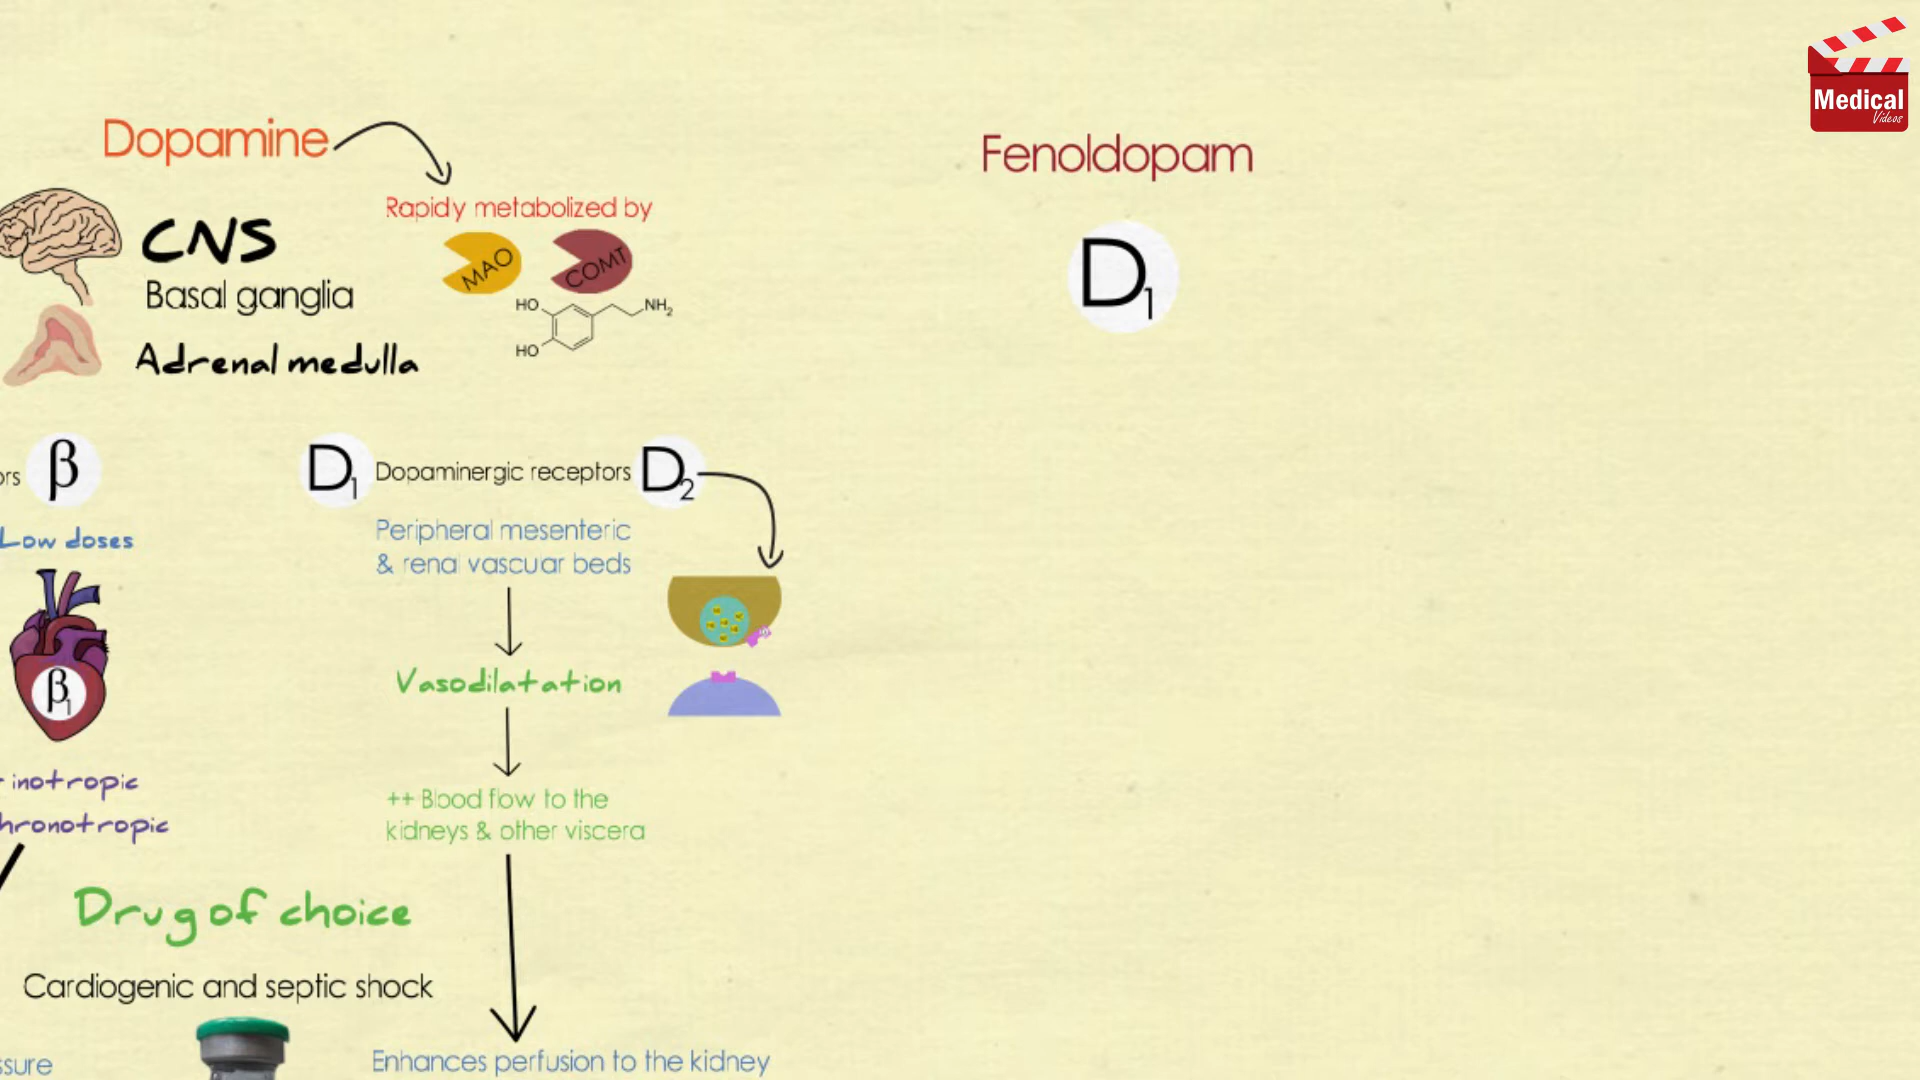 Medical
Videos
Dopamine
Rapidy metabolized by
MAO
COMT
HO
NH2
HO
CNS
Basal ganglia
Adrenal medulla
β
Low doses
β1
inotropic
hronotropic
D1 Dopaminergic receptors D2
Peripheral mesenteric
& renal vascuar beds
Vasodilatation
++ Blood flow to the
kidneys & other viscera
Drug of choice
Cardiogenic and septic shock
Enhances perfusion to the kidney
Fenoldopam
D1